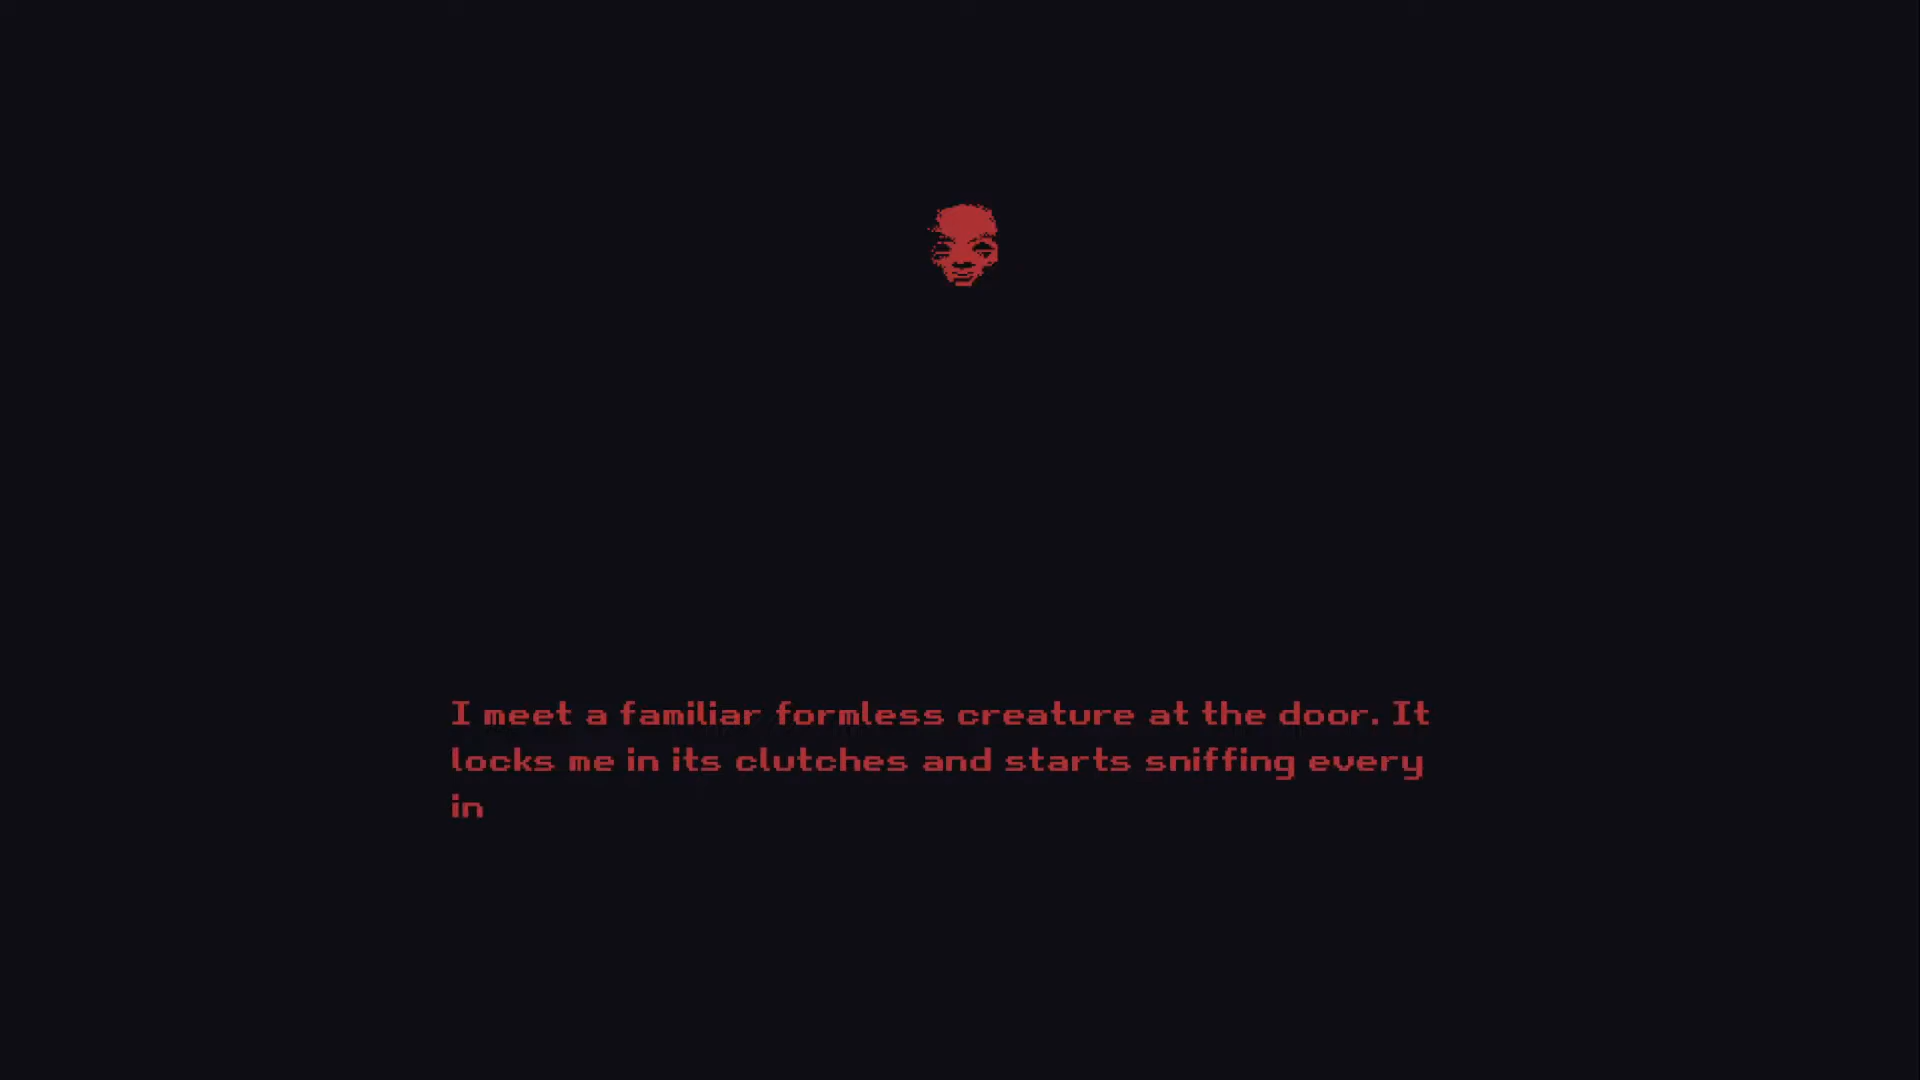 I meet a familiar formless creature at the door. It
locks me in its clutches and starts sniffing every
in